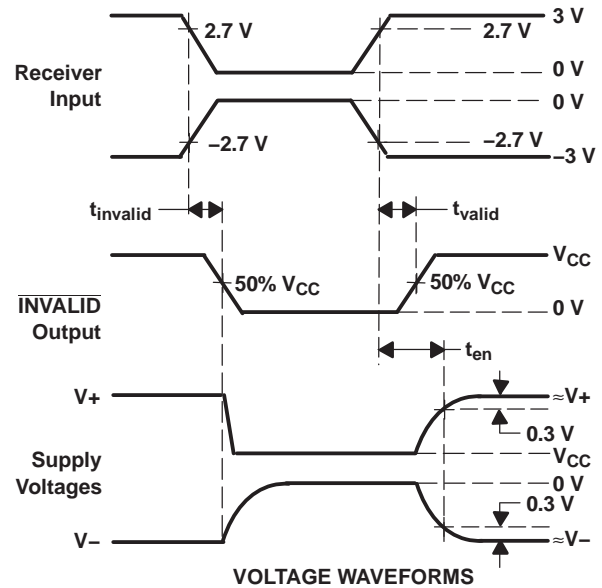 3 V
2.7 V
2.7 V
Receiver
Input
0 V
0 V
−2.7 V
−2.7 V
−3 V
tinvalid
tvalid
VCC
50% VCC
50% VCC
INVALID
Output
0 V
ten
V+
≈V+
0.3 V
Supply
Voltages
VCC
0 V
0.3 V
V−
≈V−
VOLTAGE WAVEFORMS